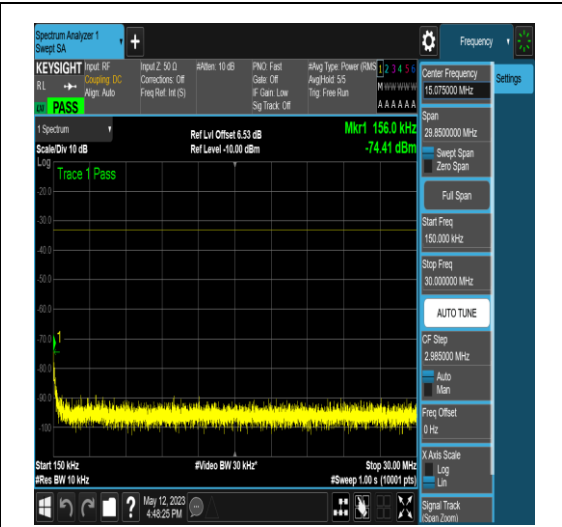 Spectrum Analyzer 1
Swept SA
+
Frequency
KEYSIGHT
RL
LXI
PASS
Input: RF
Coupling: DC
Align: Auto
Input Z: 50 Ω
Corrections: Off
Freq Ref: Int (S)
#Atten: 10 dB
PNO: Fast
Gate: Off
IF Gain: Low
Sig Track: Off
#Avg Type: Power (RMS
Avg|Hold: 5/5
Trig: Free Run
1 2 3 4 5 6
M w w w w w
A A A A A A
1 Spectrum
Scale/Div 10 dB
Ref Lvl Offset 6.53 dB
Ref Level -10.00 dBm
Mkr1 156.0 kHz
-74.41 dBm
Log
Trace 1 Pass
-20.0
-30.0
-40.0
-50.0
-60.0
-70.0
1
-80.0
-90.0
-100
Start 150 kHz
#Res BW 10 kHz
#Video BW 30 kHz*
Stop 30.00 MHz
#Sweep 1.00 s (10001 pts)
?
May 12, 2023
4:48:25 PM
Center Frequency
15.075000 MHz
Settings
Span
29.8500000 MHz
Swept Span
Zero Span
Full Span
Start Freq
150.000 kHz
Stop Freq
30.000000 MHz
AUTO TUNE
CF Step
2.985000 MHz
Auto
Man
Freq Offset
0 Hz
X Axis Scale
Log
Lin
Signal Track
(Span Zoom)